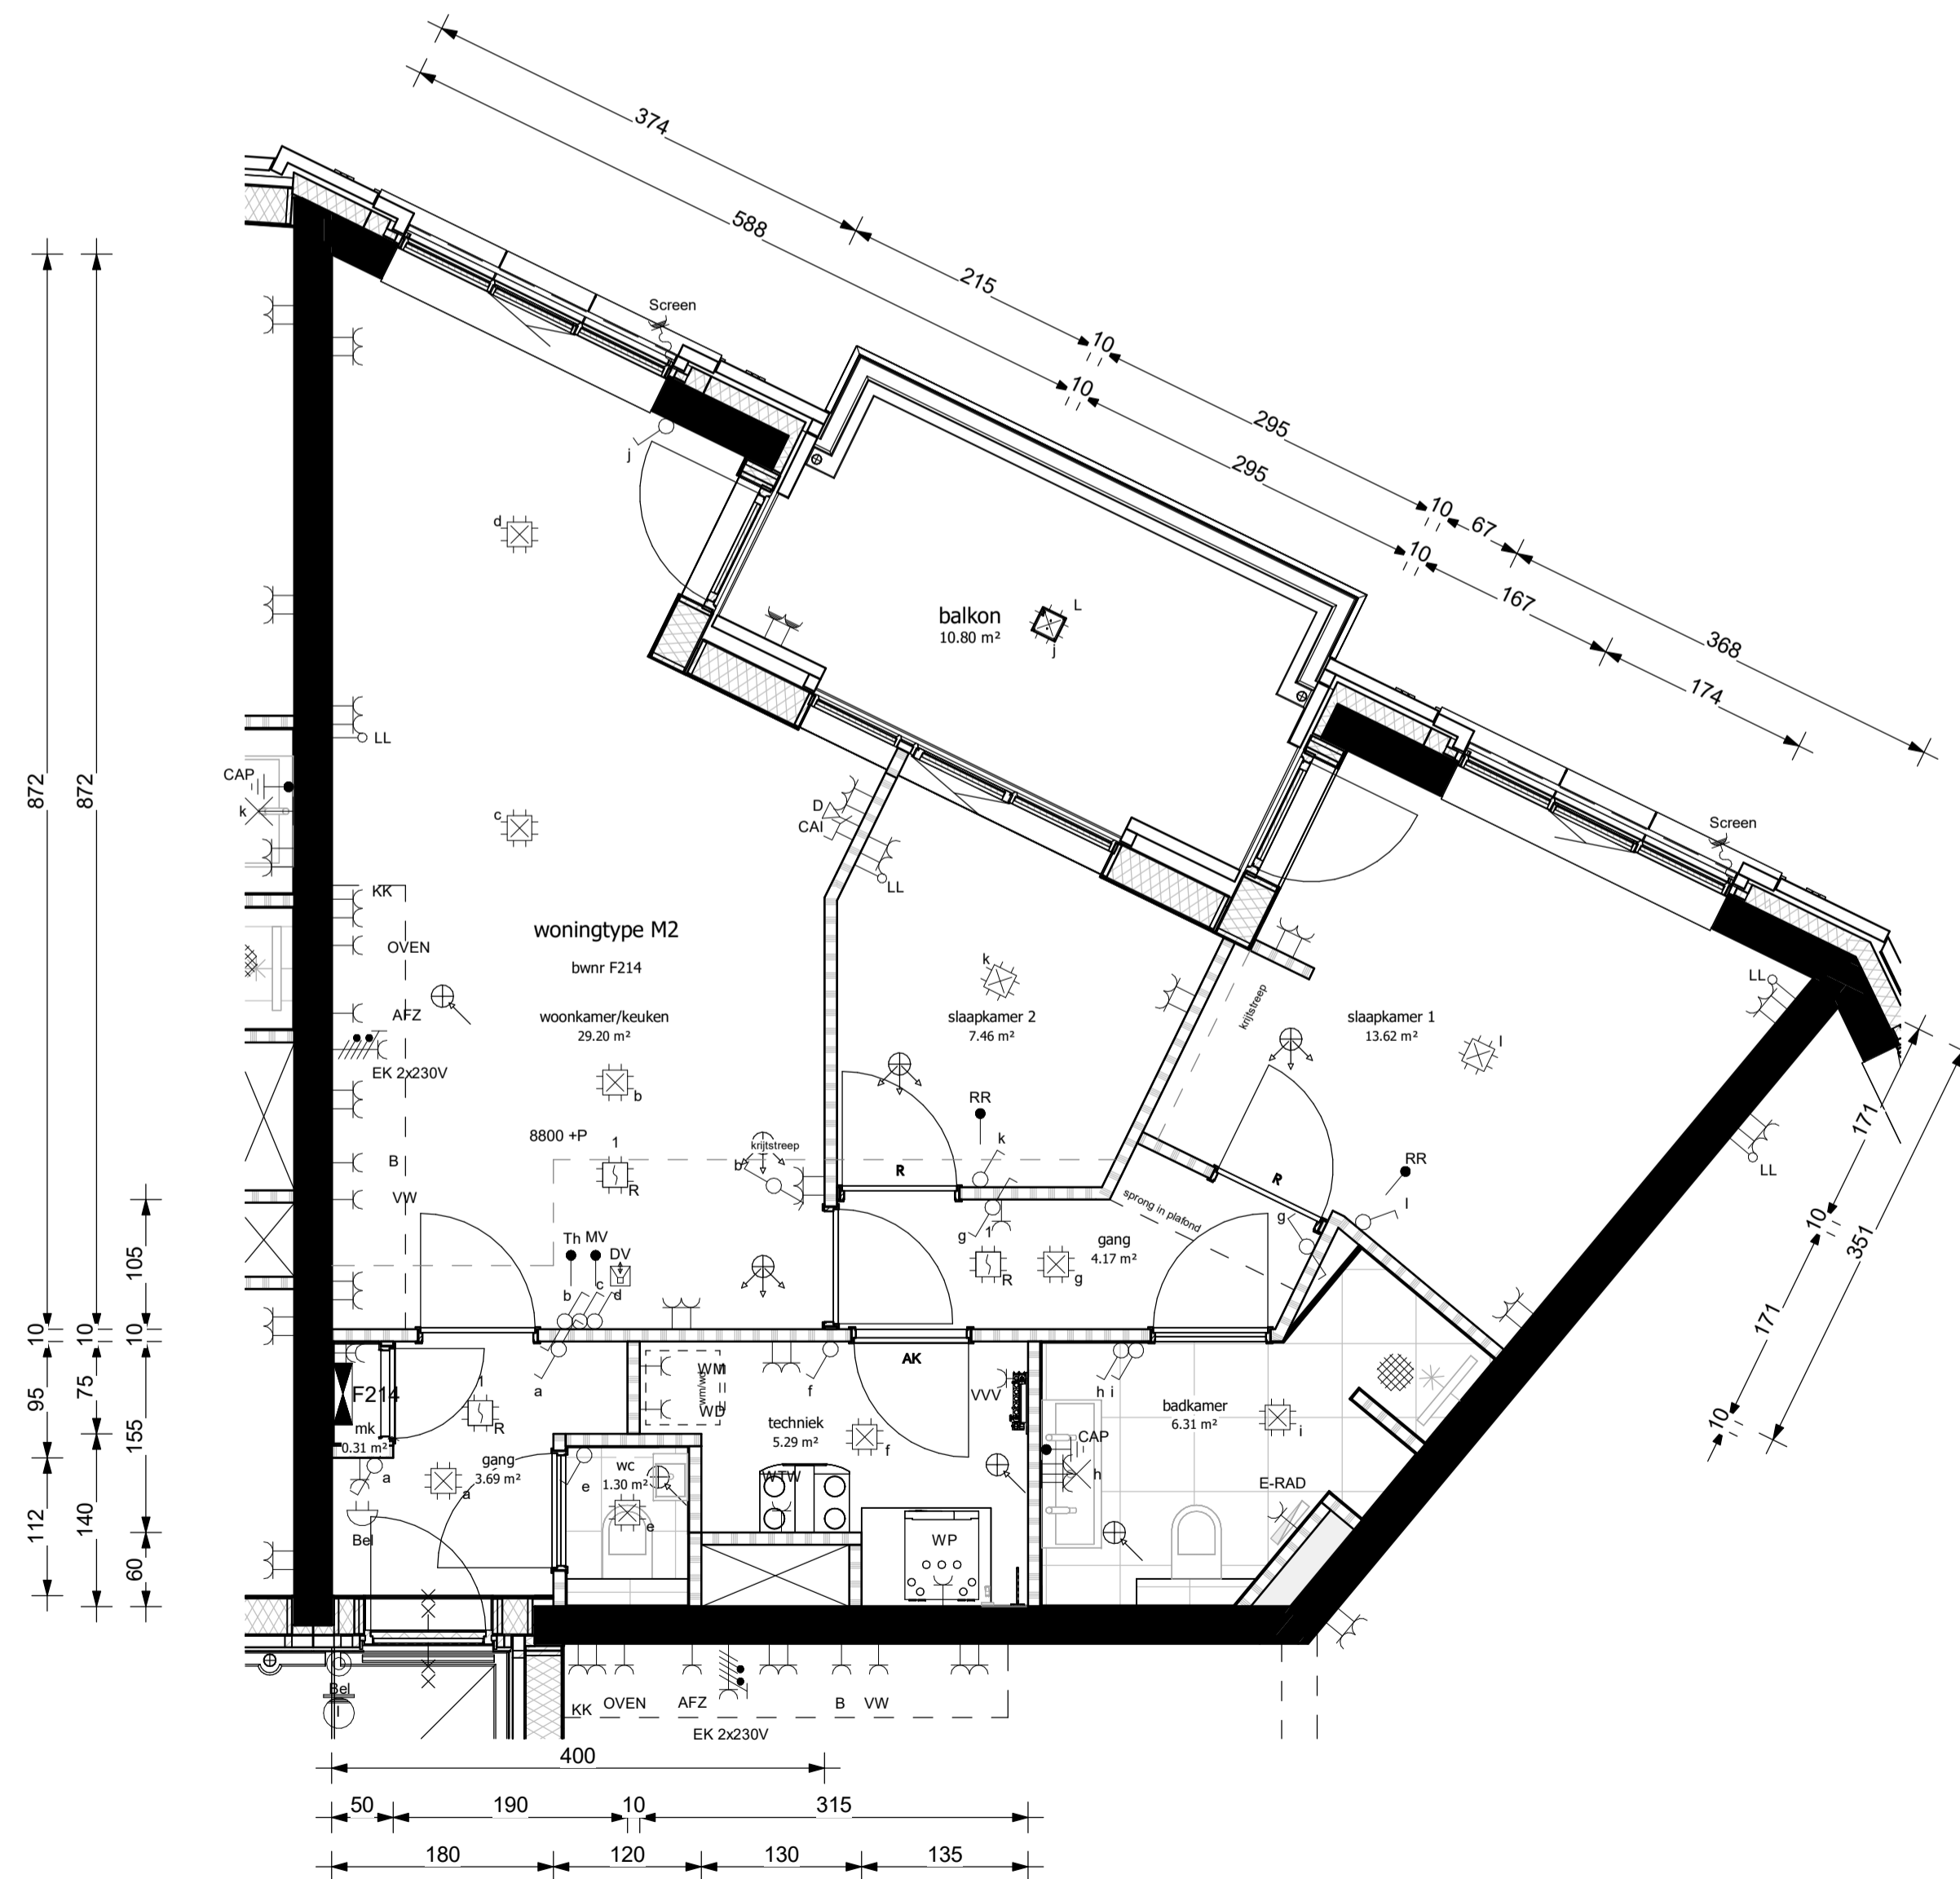 374
588
215
10
10
295
295
10
67
10
167
368
174
Screen
j
d
balkon
10.80 m²
L
j
872
872
LL
CAP
k
c
D
CAI
LL
Screen
KK
OVEN
AFZ
EK 2x230V
woningtype M2
bwnr F214
woonkamer/keuken
29.20 m²
b
k
slaapkamer 2
7.46 m²
krijtstreep
slaapkamer 1
13.62 m²
l
LL
LL
171
10
351
171
10
8800 +P
1
R
krijtstreep
b
B
VW
RR
k
R
R
RR
l
sprong in plafond
g
g
1
R
gang
4.17 m²
g
Th
MV
DV
b
c
d
105
10
10
10
95
75
155
112
140
60
F214
mk
0.31 m²
1
R
a
a
gang
3.69 m²
a
Bel
WM
wm/wd
WD
f
AK
VVV
techniek
5.29 m²
f
wc
1.30 m²
e
e
WTW
WP
h
i
badkamer
6.31 m²
i
CAP
h
E-RAD
Bel
KK
OVEN
AFZ
EK 2x230V
B
VW
400
50
190
10
315
180
120
130
135